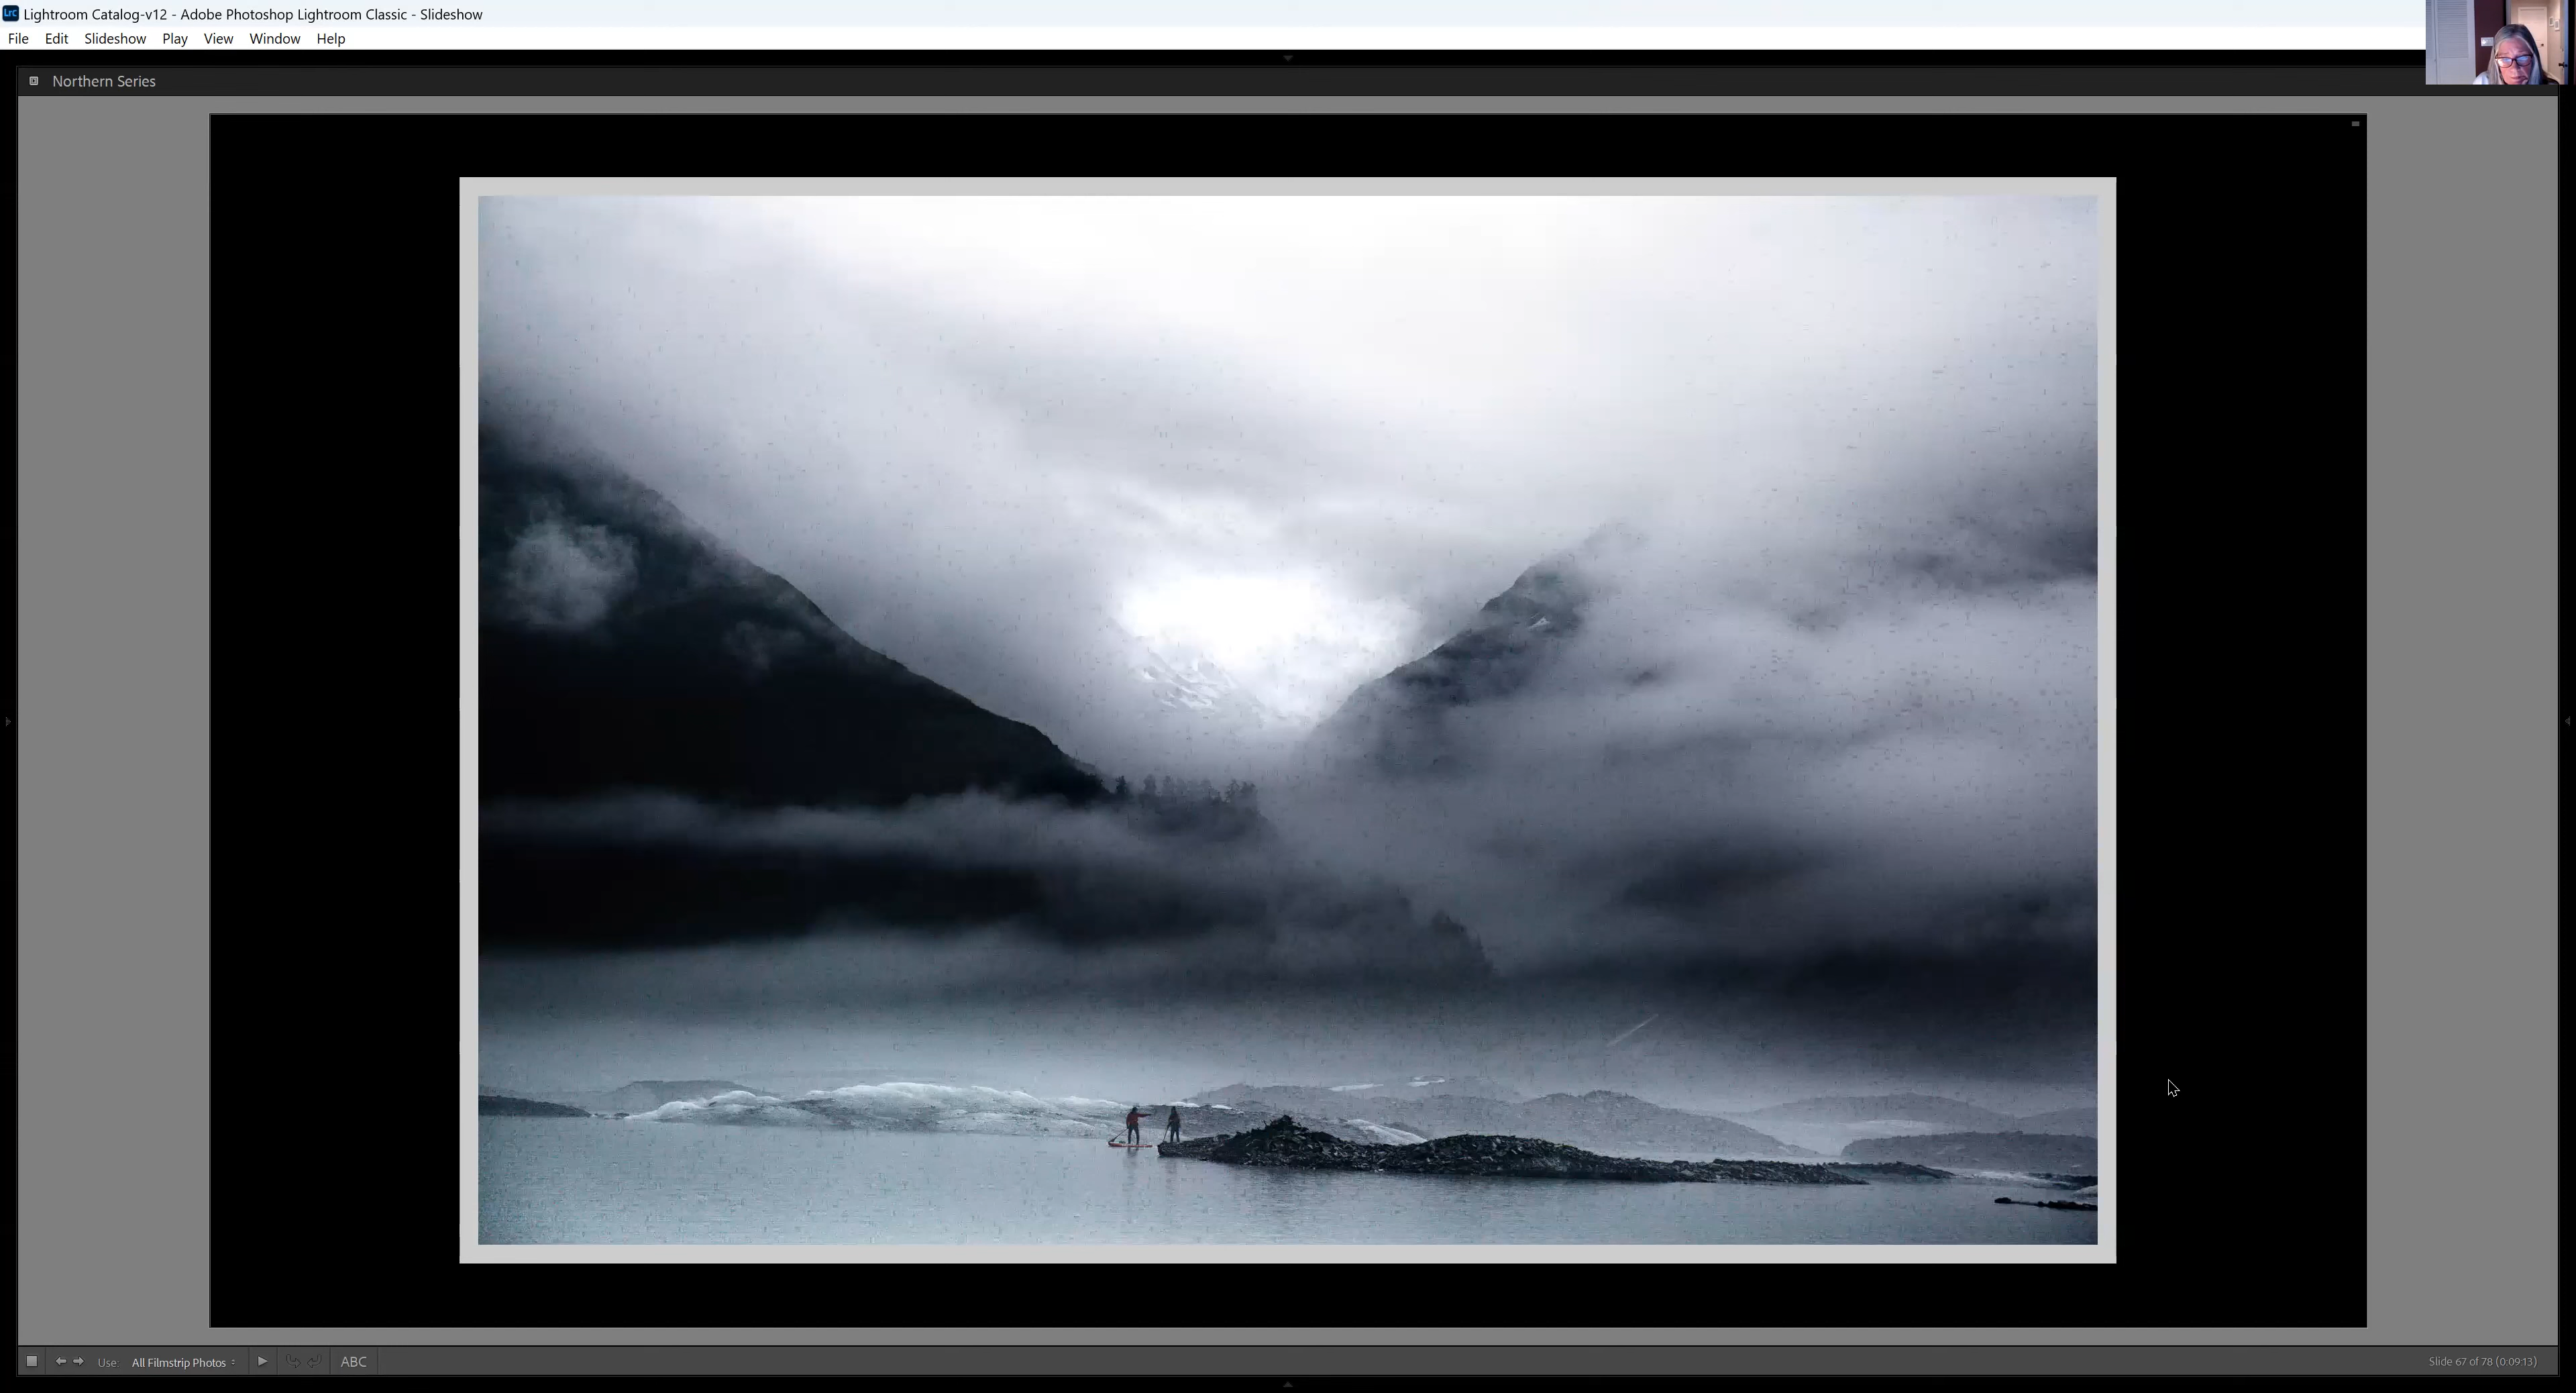 Lrc Lightroom Catalog-v12 - Adobe Photoshop Lightroom Classic - Slideshow
File Edit Slideshow Play View Window Help
Northern Series
Use All Filmstrip Photos ABC Slide 67 of 78 (0:09:13)